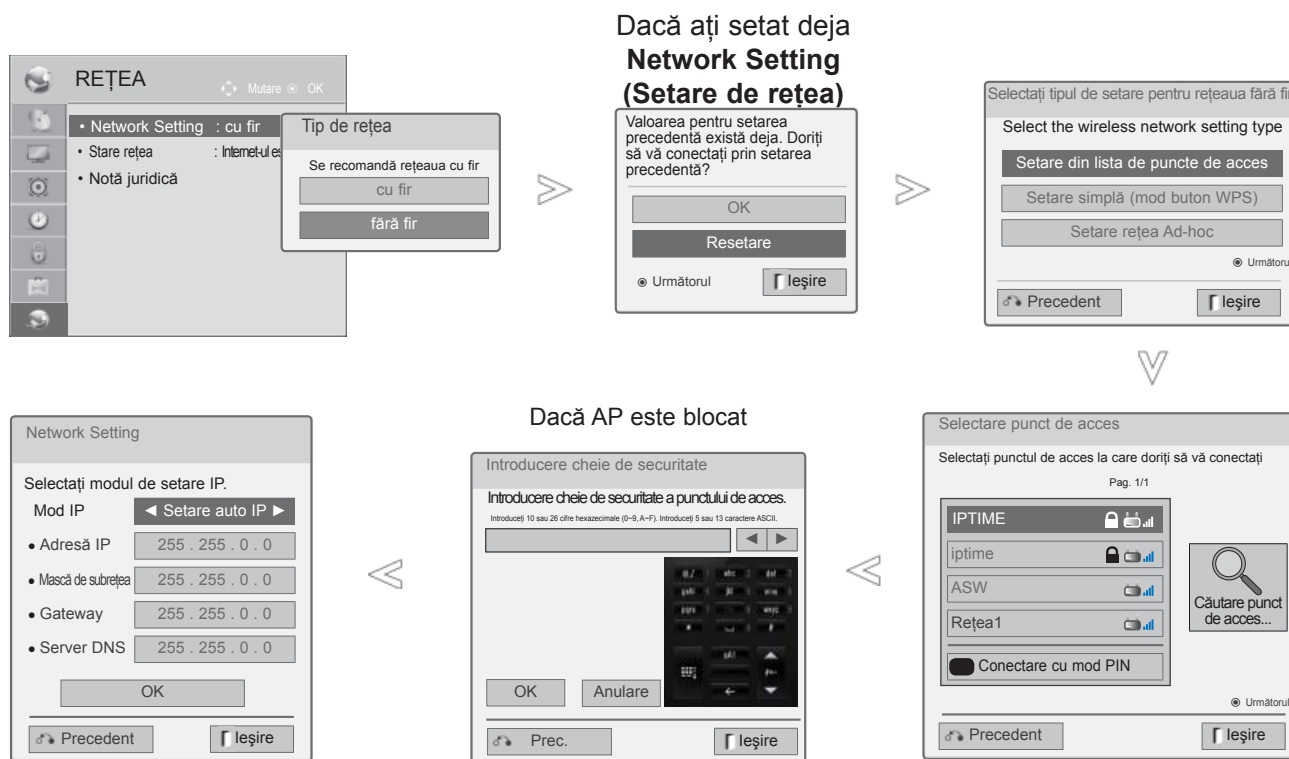 REȚEA
Mutare OK
• Network Setting : cu fir
• Stare rețea : Internet-ul es
• Notă juridică
Tip de rețea
Se recomandă rețeaua cu fir
cu fir
fără fir
Dacă ați setat deja
Network Setting
(Setare de rețea)
Valoarea pentru setarea
precedentă există deja. Doriți
să vă conectați prin setarea
precedentă?
OK
Resetare
Următorul
Ieșire
Selectați tipul de setare pentru rețeaua fără fir
Select the wireless network setting type
Setare din lista de puncte de acces
Setare simplă (mod buton WPS)
Setare rețea Ad-hoc
Următorul
Precedent
Ieșire
Selectare punct de acces
Selectați punctul de acces la care doriți să vă conectați
Pag. 1/1
IPTIME
iptime
ASW
Rețea1
Conectare cu mod PIN
Căutare punct
de acces...
Următorul
Precedent
Ieșire
Dacă AP este blocat
Introducere cheie de securitate
Introducere cheie de securitate a punctului de acces.
Introduceți 10 sau 26 cifre hexazecimale (0~9, A~F). Introduceți 5 sau 13 caractere ASCII.
◄ ►
OK
Anulare
Prec.
Ieșire
Network Setting
Selectați modul de setare IP.
Mod IP ◄ Setare auto IP ►
• Adresă IP 255 . 255 . 0 . 0
• Mască de subrețea 255 . 255 . 0 . 0
• Gateway 255 . 255 . 0 . 0
• Server DNS 255 . 255 . 0 . 0
OK
Precedent
Ieșire